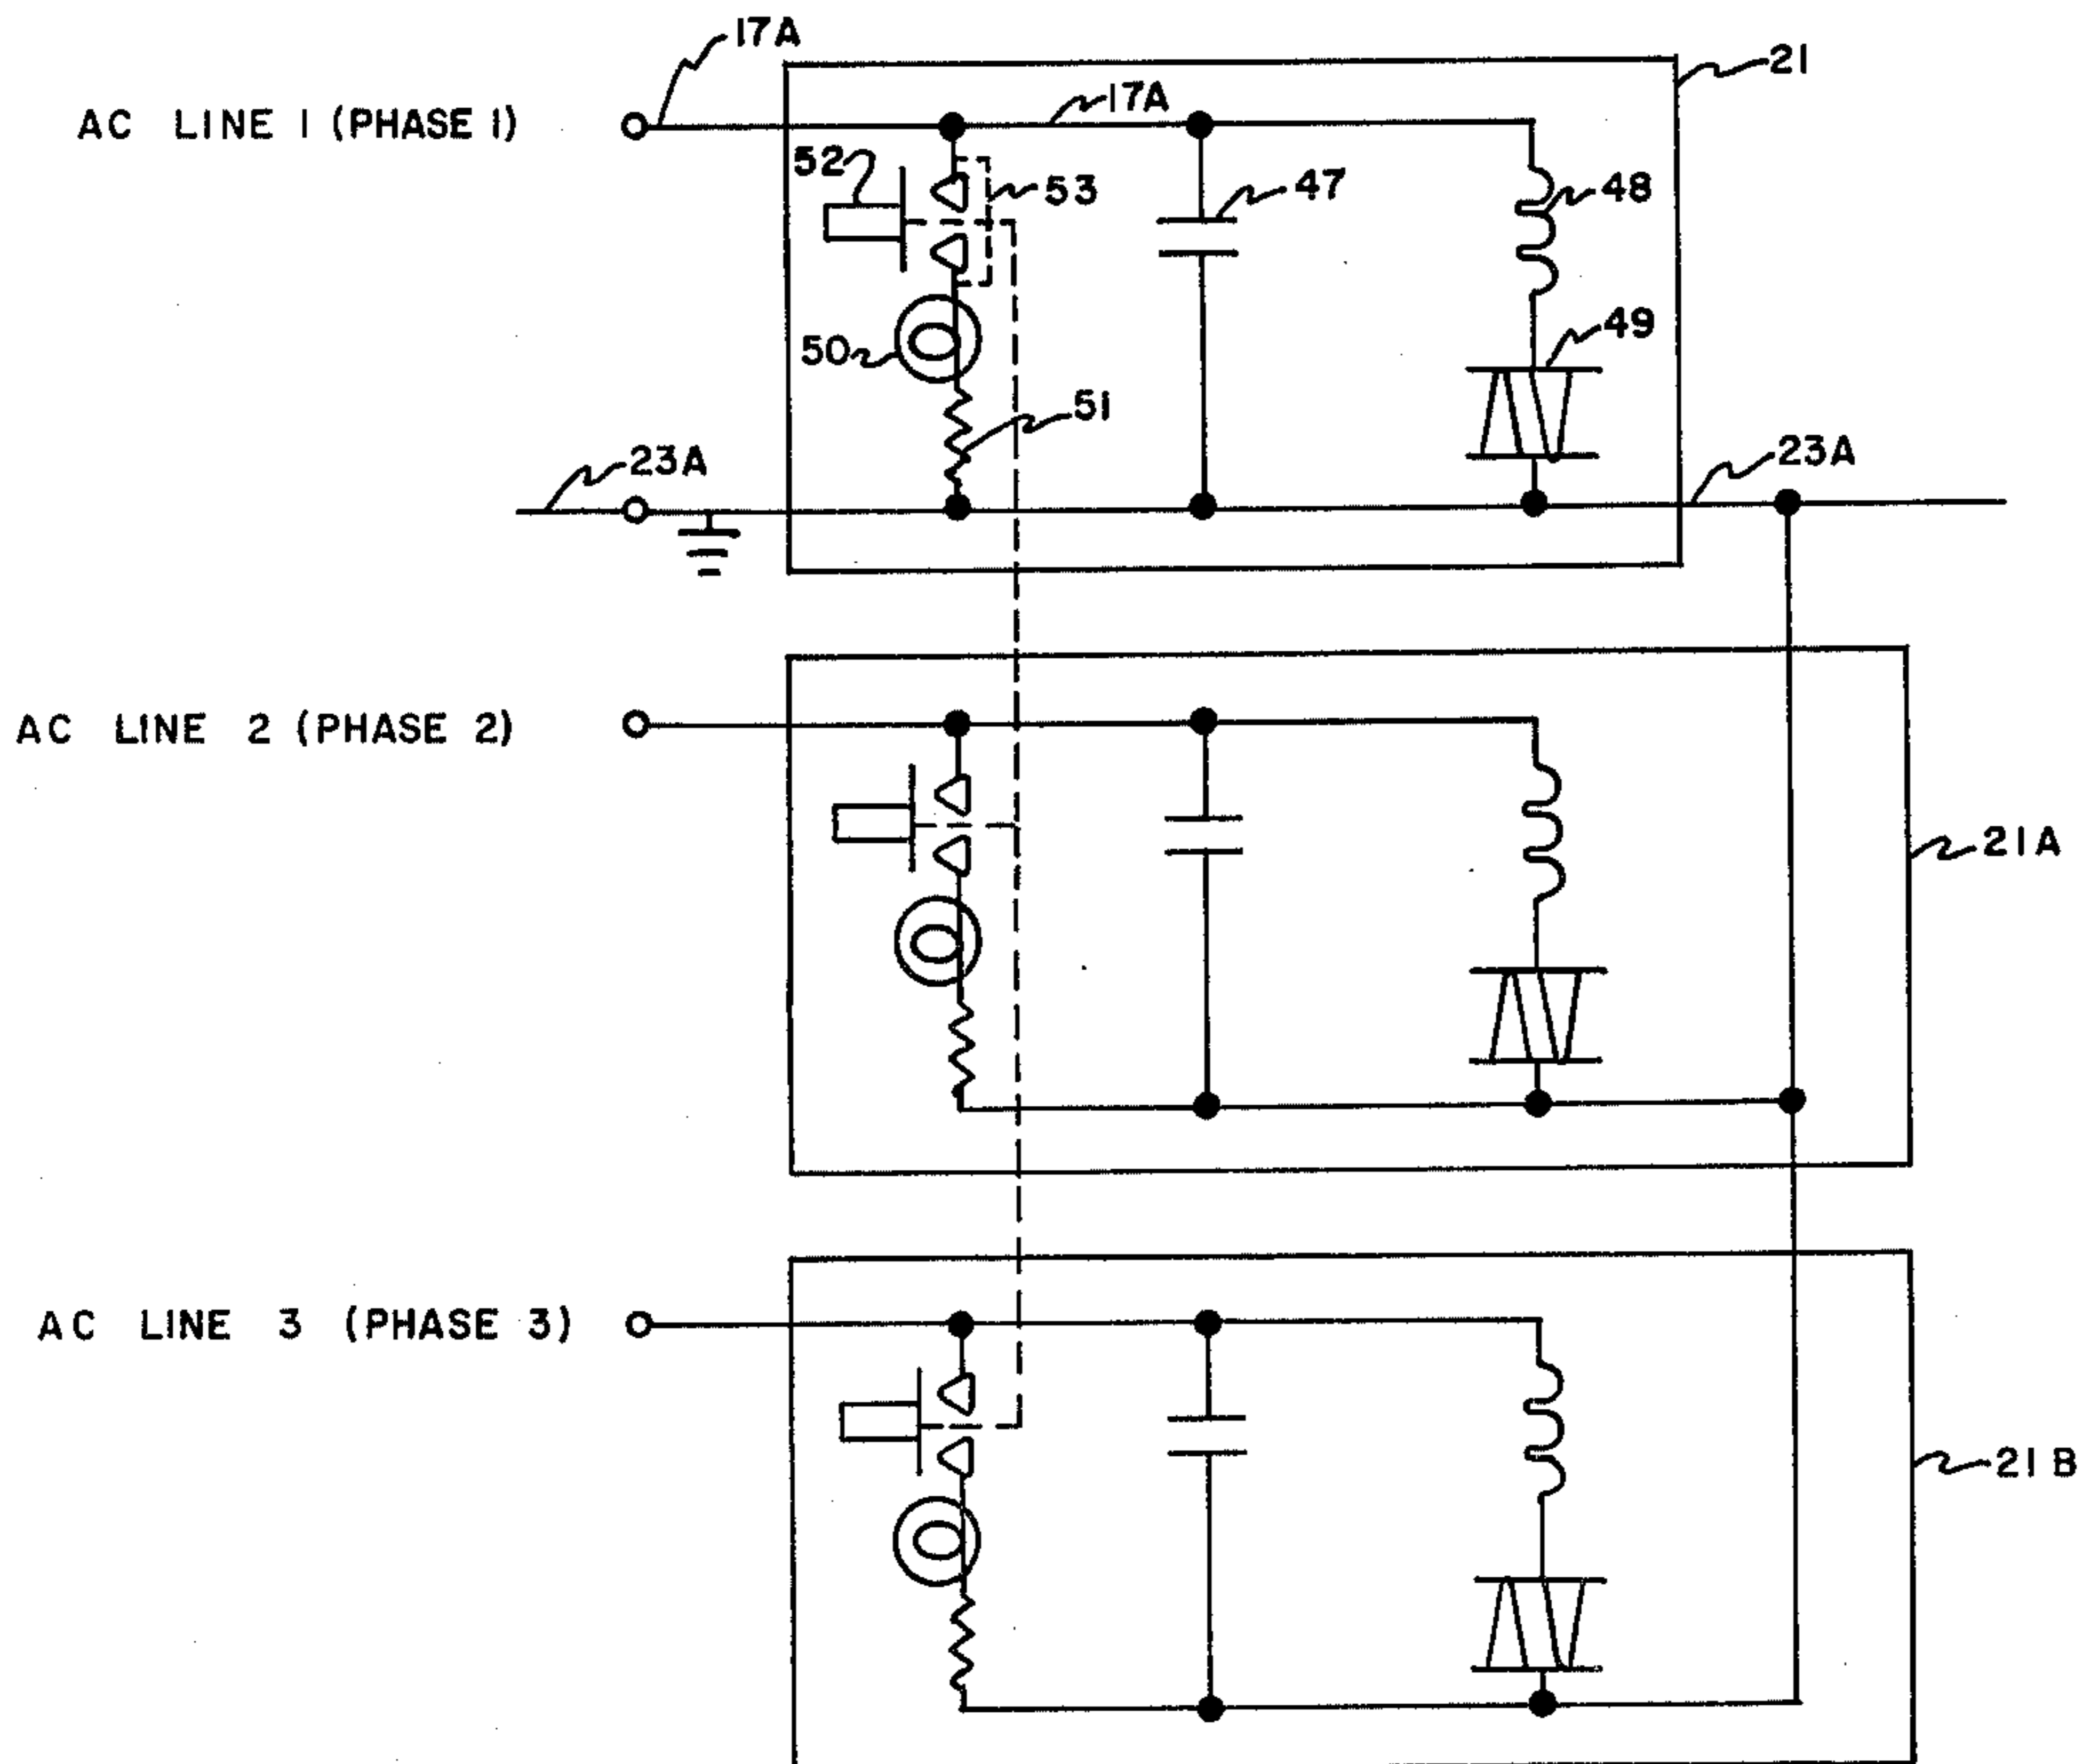 17A
21
AC LINE 1 (PHASE 1)
17A
52
53
47
48
50
49
51
23A
23A
AC LINE 2 (PHASE 2)
21A
AC LINE 3 (PHASE 3)
21B